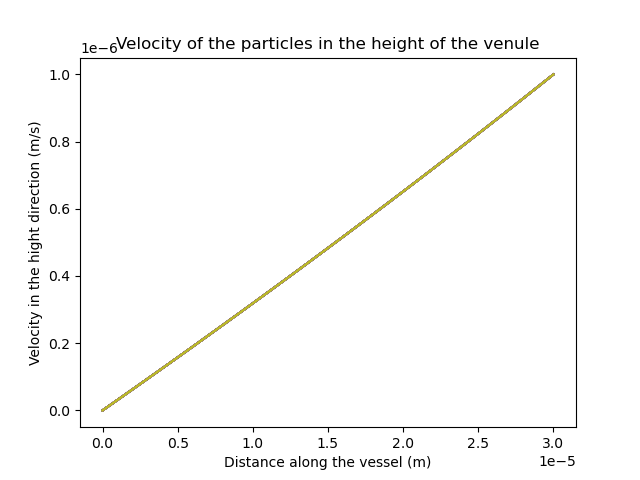 Velocity of the particles in the height of the venule
1e−6
1.0
0.8
0.6
0.4
0.2
0.0
Velocity in the hight direction (m/s)
0.0 0.5 1.0 1.5 2.0 2.5 3.0
1e−5
Distance along the vessel (m)